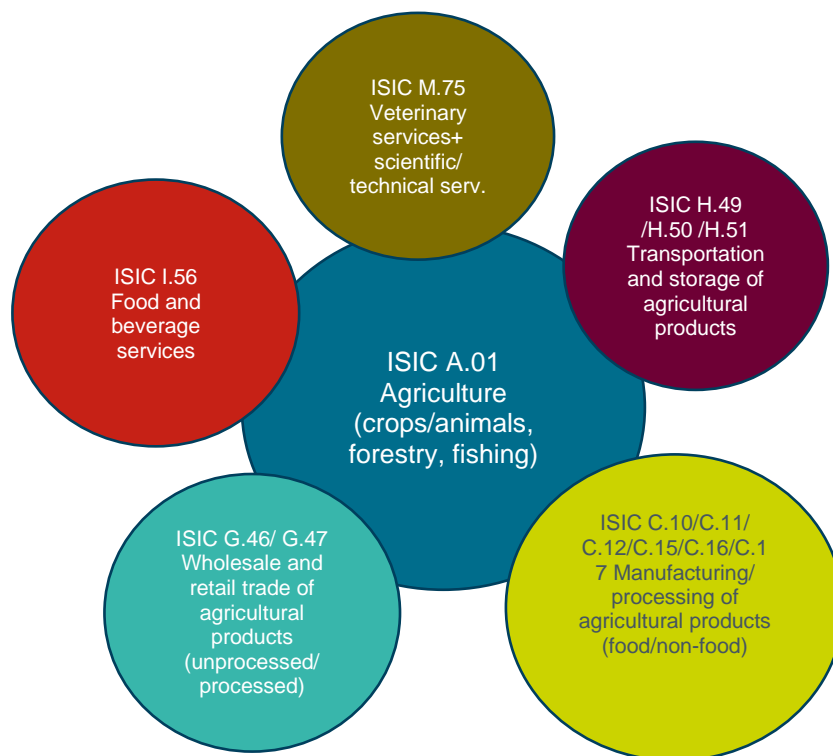 ISIC M.75
Veterinary
services+
scientific/
technical serv.
ISIC H.49
/H.50 /H.51
Transportation
and storage of
agricultural
products
ISIC I.56
Food and
beverage
services
ISIC A.01
Agriculture
(crops/animals,
forestry, fishing)
ISIC G.46/ G.47
Wholesale and
retail trade of
agricultural
products
(unprocessed/
processed)
ISIC C.10/C.11/
C.12/C.15/C.16/C.1
7 Manufacturing/
processing of
agricultural products
(food/non-food)